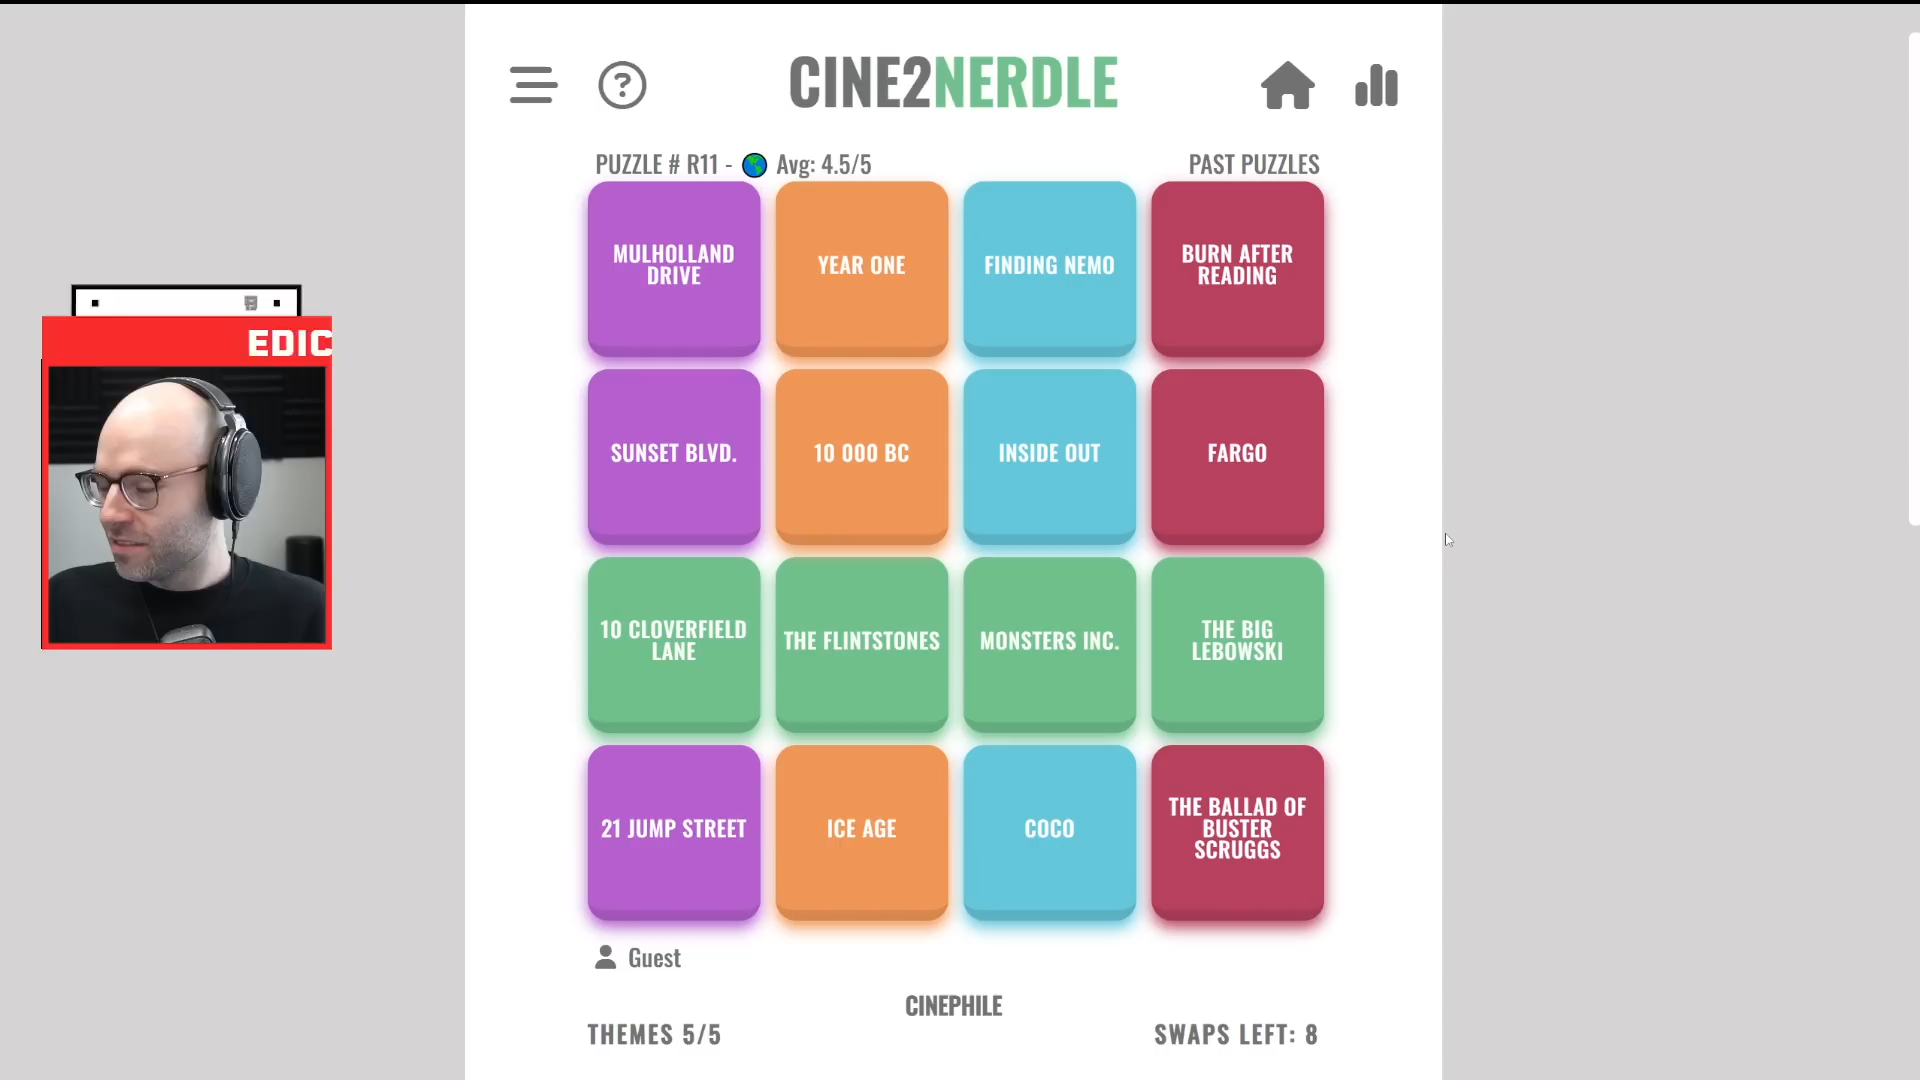 CINE2NERDLE
PUZZLE # R11 - Avg: 4.5/5
PAST PUZZLES
MULHOLLAND
DRIVE
YEAR ONE
FINDING NEMO
BURN AFTER
READING
EDIC
SUNSET BLVD.
10 000 BC
INSIDE OUT
FARGO
10 CLOVERFIELD
LANE
THE FLINTSTONES
MONSTERS INC.
THE BIG
LEBOWSKI
21 JUMP STREET
ICE AGE
COCO
THE BALLAD OF
BUSTER
SCRUGGS
Guest
CINEPHILE
THEMES 5/5
SWAPS LEFT: 8